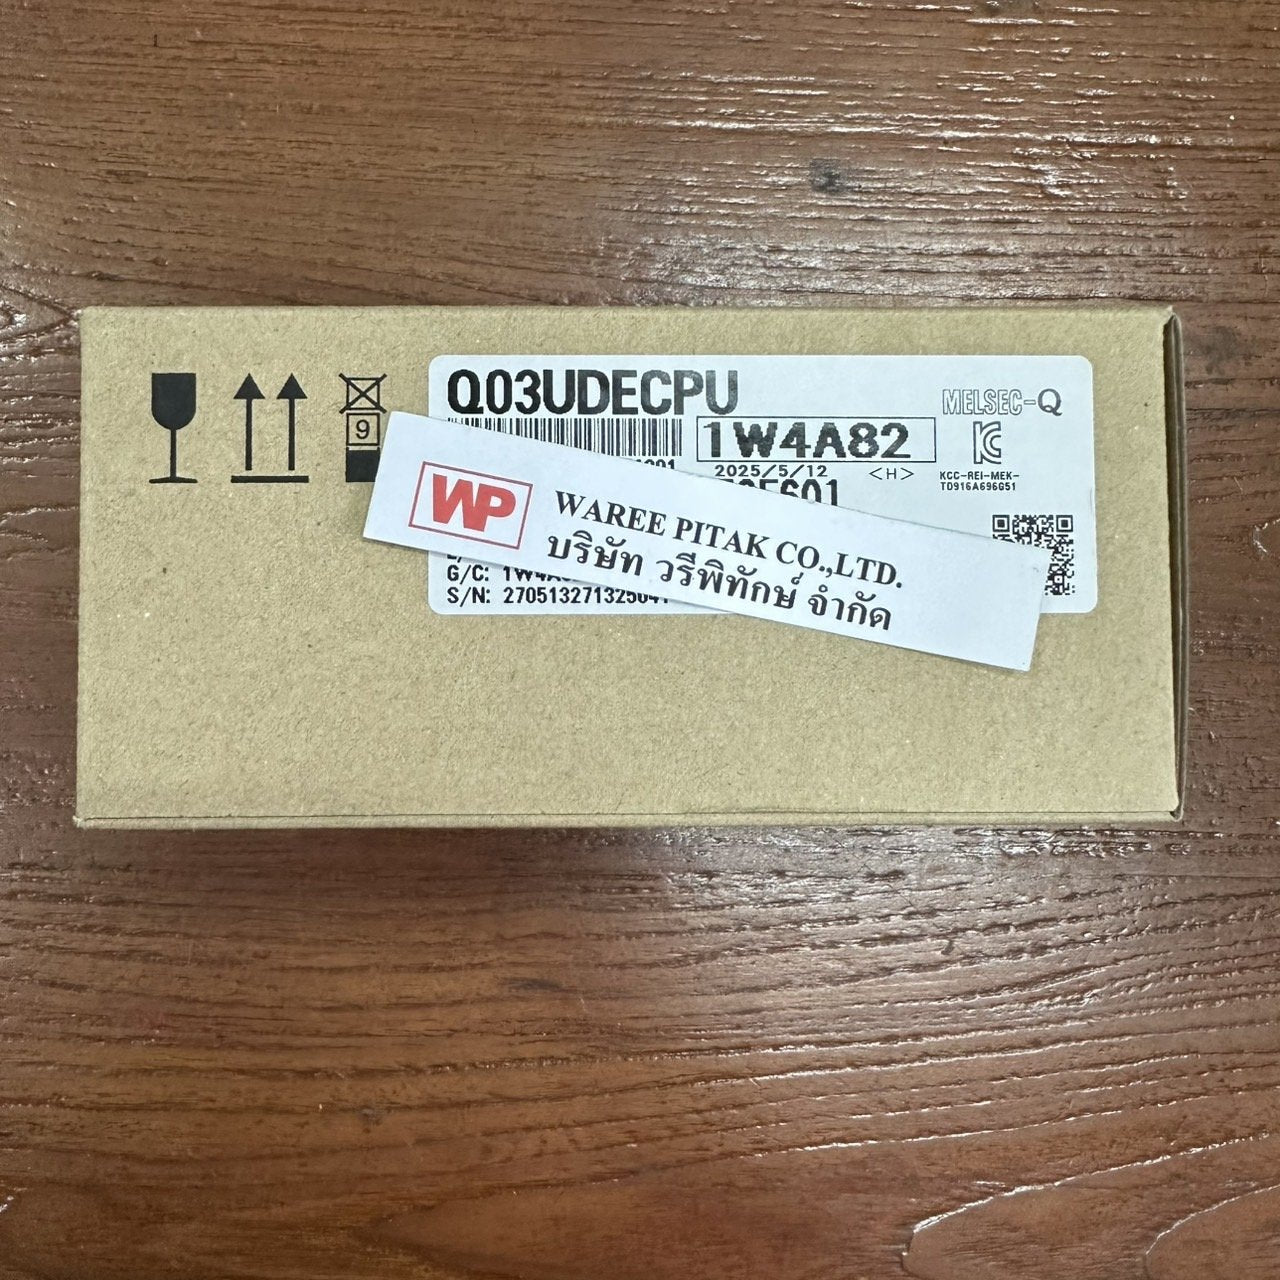 Q03UDECPU
MELSEC-Q
1W4A82
2025/5/12 <H>
KCC-REI-MEK-
TD916A696G51
9
WP
WAREE PITAK CO.,LTD.
บริษัท วรีพิทักษ์ จำกัด
G/C:
S/N: